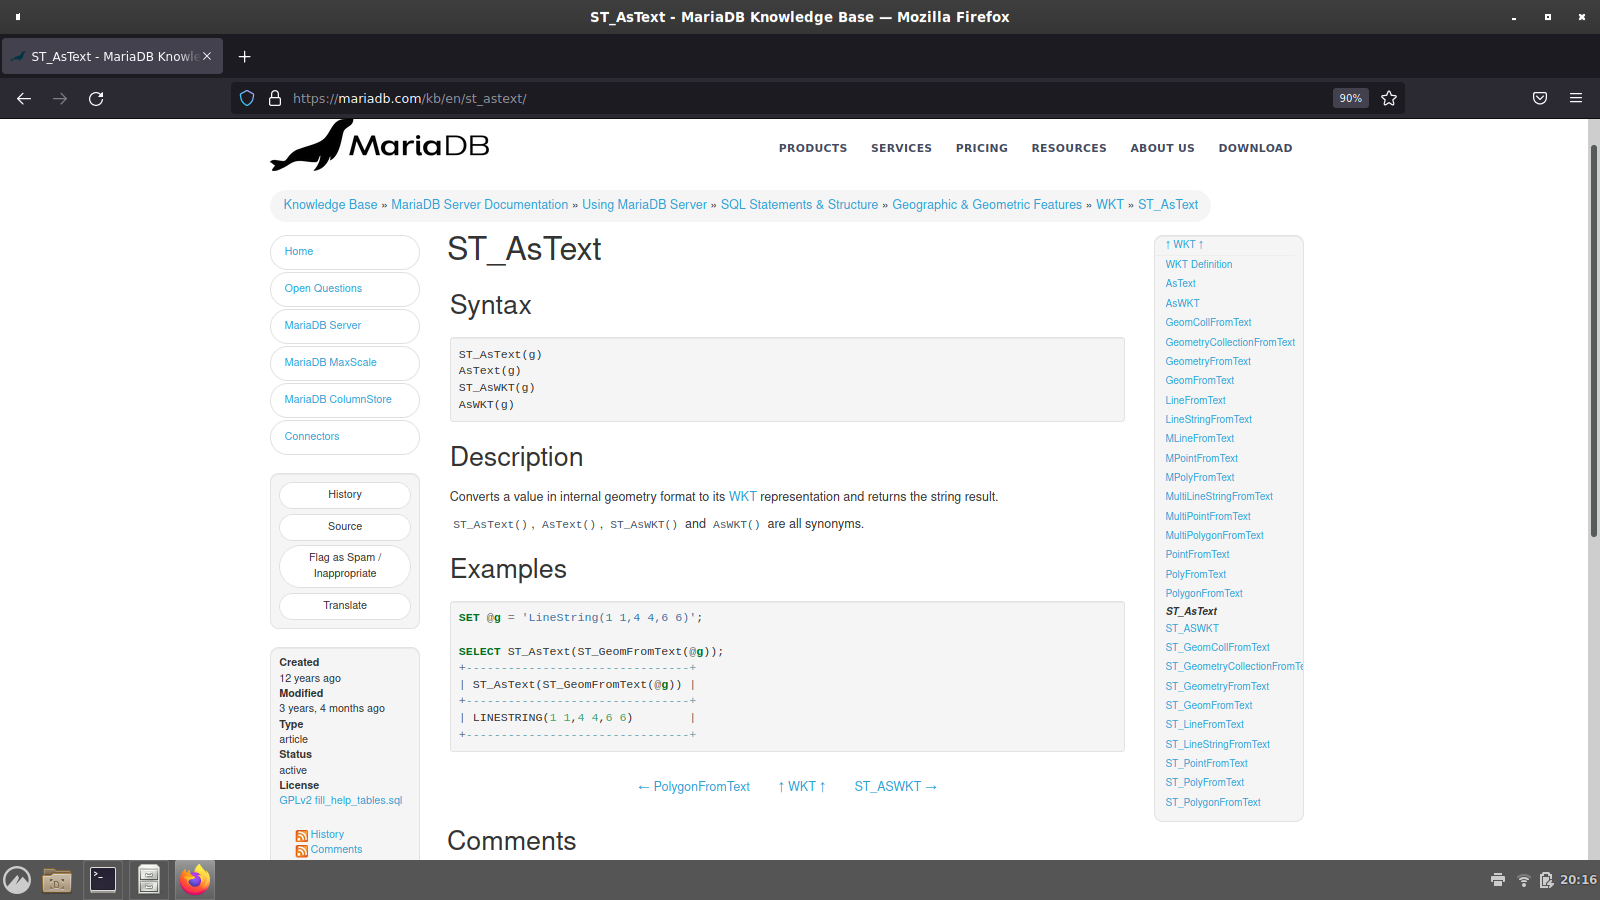 ST_AsText - MariaDB Knowledge Base — Mozilla Firefox
ST_AsText - MariaDB Knowle
https://mariadb.com/kb/en/st_astext/
90%
MariaDB
PRODUCTS SERVICES PRICING RESOURCES ABOUT US DOWNLOAD
Knowledge Base » MariaDB Server Documentation » Using MariaDB Server » SQL Statements & Structure » Geographic & Geometric Features » WKT » ST_AsText
Home
Open Questions
MariaDB Server
MariaDB MaxScale
MariaDB ColumnStore
Connectors
History
Source
Flag as Spam /
Inappropriate
Translate
Created
12 years ago
Modified
3 years, 4 months ago
Type
article
Status
active
License
GPLv2 fill_help_tables.sql
History
Comments
ST_AsText
Syntax
ST_AsText(g)
AsText(g)
ST_AsWKT(g)
AsWKT(g)
Description
Converts a value in internal geometry format to its WKT representation and returns the string result.
ST_AsText(), AsText(), ST_AsWKT() and AsWKT() are all synonyms.
Examples
SET @g = 'LineString(1 1,4 4,6 6)';
SELECT ST_AsText(ST_GeomFromText(@g));
+--------------------------------+
| ST_AsText(ST_GeomFromText(@g)) |
+--------------------------------+
| LINESTRING(1 1,4 4,6 6)        |
+--------------------------------+
← PolygonFromText ↑ WKT ↑ ST_ASWKT →
Comments
↑ WKT ↑
WKT Definition
AsText
AsWKT
GeomCollFromText
GeometryCollectionFromText
GeometryFromText
GeomFromText
LineFromText
LineStringFromText
MLineFromText
MPointFromText
MPolyFromText
MultiLineStringFromText
MultiPointFromText
MultiPolygonFromText
PointFromText
PolyFromText
PolygonFromText
ST_AsText
ST_ASWKT
ST_GeomCollFromText
ST_GeometryCollectionFromTe
ST_GeometryFromText
ST_GeomFromText
ST_LineFromText
ST_LineStringFromText
ST_PointFromText
ST_PolyFromText
ST_PolygonFromText
20:16